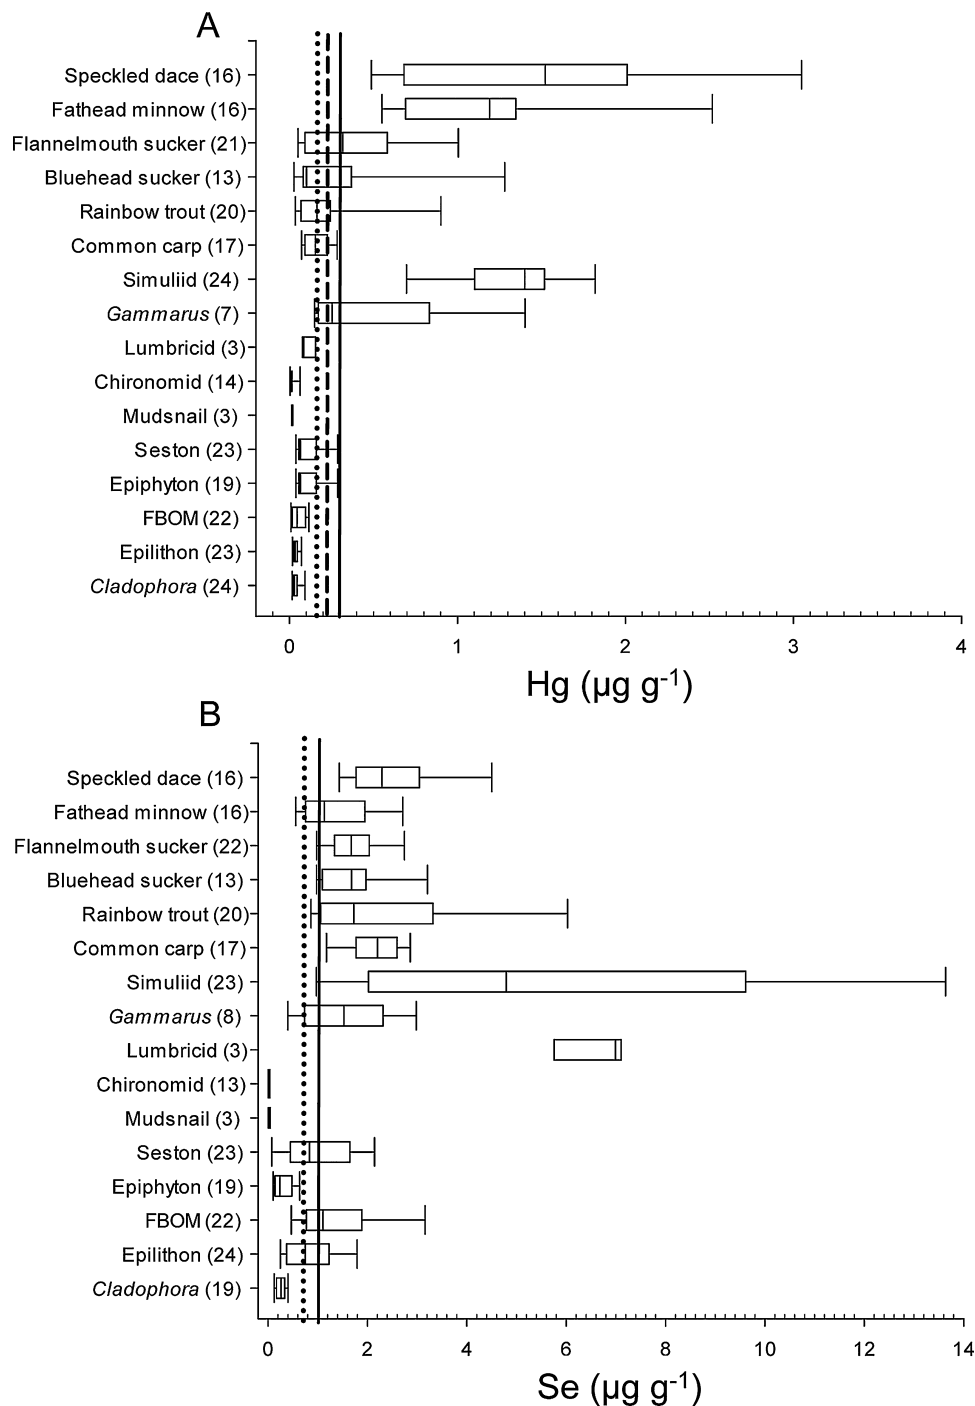 A
Speckled dace (16)
Fathead minnow (16)
Flannelmouth sucker (21)
Bluehead sucker (13)
Rainbow trout (20)
Common carp (17)
Simuliid (24)
Gammarus (7)
Lumbricid (3)
Chironomid (14)
Mudsnail (3)
Seston (23)
Epiphyton (19)
FBOM (22)
Epilithon (23)
Cladophora (24)
0 1 2 3 4
Hg (µg g⁻¹)
B
Speckled dace (16)
Fathead minnow (16)
Flannelmouth sucker (22)
Bluehead sucker (13)
Rainbow trout (20)
Common carp (17)
Simuliid (23)
Gammarus (8)
Lumbricid (3)
Chironomid (13)
Mudsnail (3)
Seston (23)
Epiphyton (19)
FBOM (22)
Epilithon (24)
Cladophora (19)
0 2 4 6 8 10 12 14
Se (µg g⁻¹)